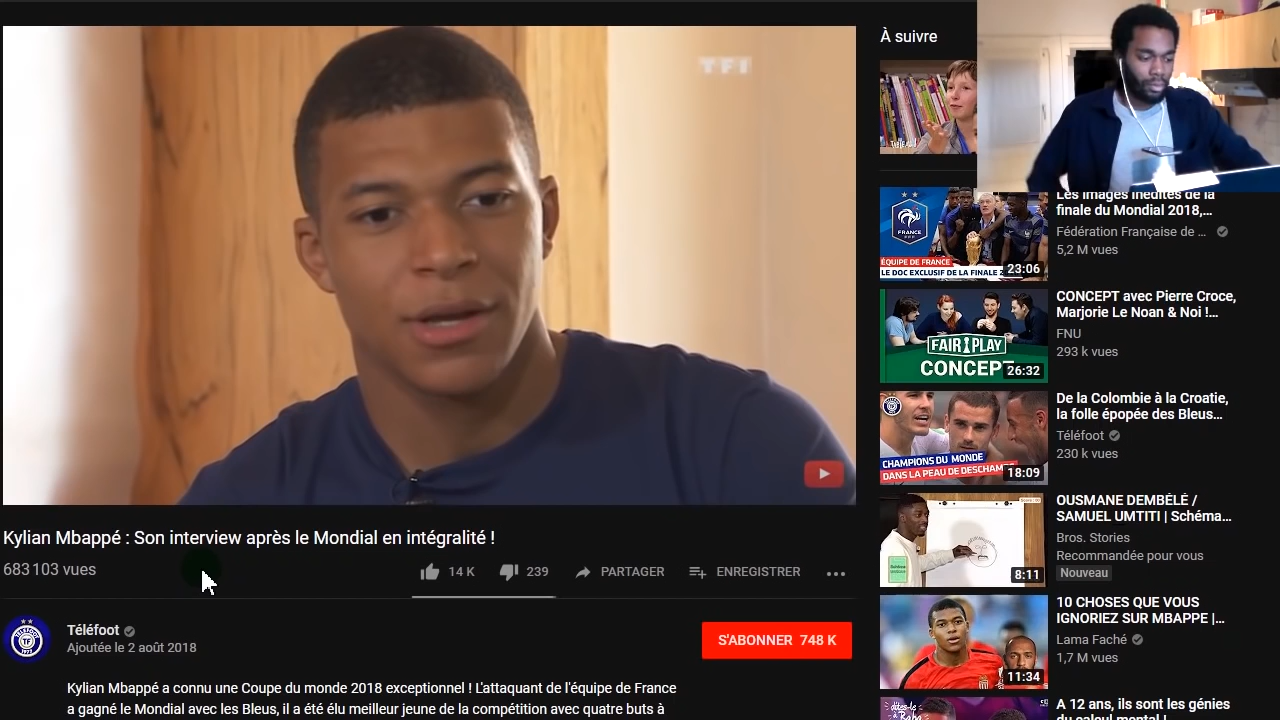 TF1
Kylian Mbappé : Son interview après le Mondial en intégralité !
683 103 vues
14 K
239
PARTAGER
ENREGISTRER
Téléfoot
Ajoutée le 2 août 2018
S'ABONNER 748 K
Kylian Mbappé a connu une Coupe du monde 2018 exceptionnel ! L'attaquant de l'équipe de France
a gagné le Mondial avec les Bleus, il a été élu meilleur jeune de la compétition avec quatre buts à
À suivre
FRANCE
FFF
ÉQUIPE DE FRANCE
LE DOC EXCLUSIF DE LA FINALE 2
23:06
Les images inédites de la
finale du Mondial 2018,...
Fédération Française de ...
5,2 M vues
FAIR PLAY
CONCEPT
26:32
CONCEPT avec Pierre Croce,
Marjorie Le Noan & Noi !...
FNU
293 k vues
CHAMPIONS DU MONDE
DANS LA PEAU DE DESCHAMPS
18:09
De la Colombie à la Croatie,
la folle épopée des Bleus...
Téléfoot
230 k vues
8:11
OUSMANE DEMBÉLÉ /
SAMUEL UMTITI | Schéma...
Bros. Stories
Recommandée pour vous
Nouveau
11:34
10 CHOSES QUE VOUS
IGNORIEZ SUR MBAPPE |...
Lama Faché
1,7 M vues
A 12 ans, ils sont les génies
du calcul mental !